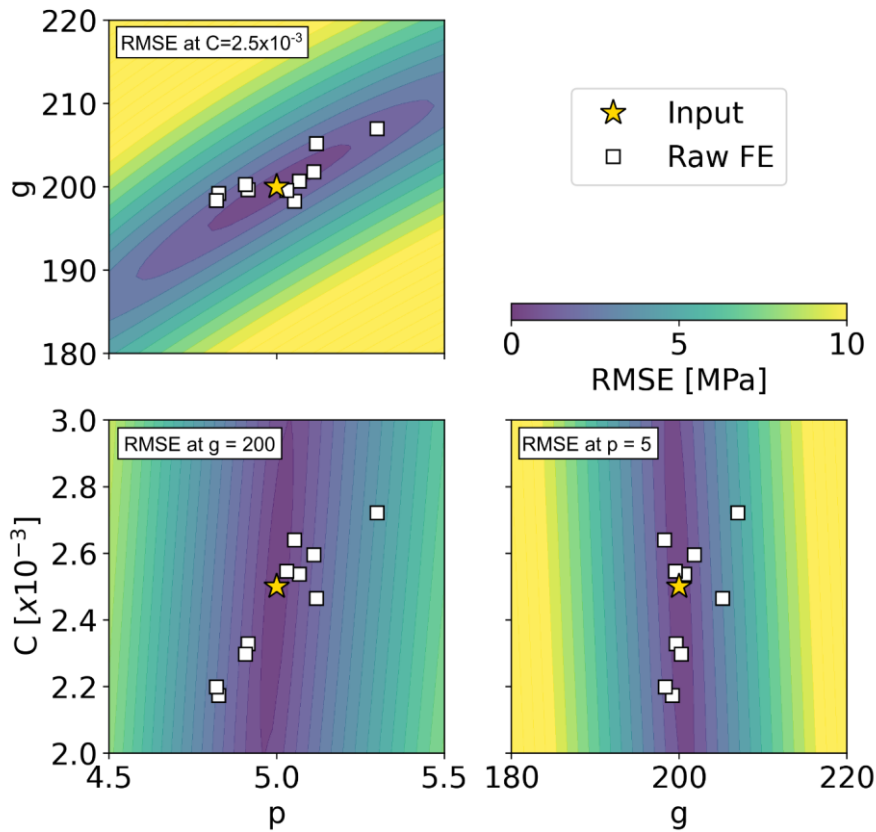 220
RMSE at C=2.5x10⁻³
210
g
200
190
180
Input
Raw FE
0
5
10
RMSE [MPa]
3.0
RMSE at g = 200
2.8
2.6
C [x10⁻³]
2.4
2.2
2.0
4.5
5.0
5.5
p
RMSE at p = 5
180
200
220
g